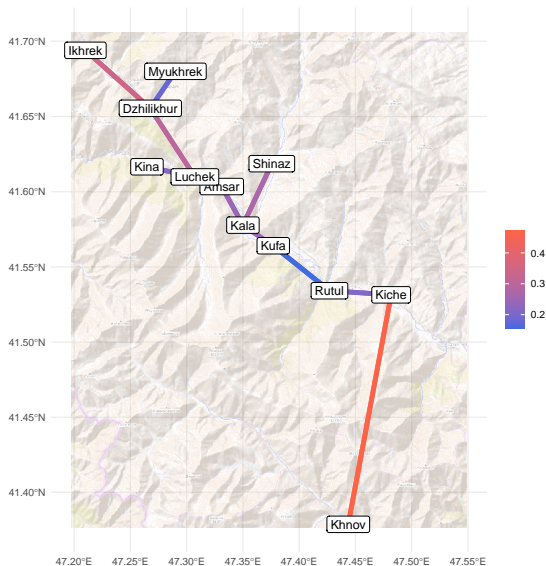 41.70°N
41.65°N
41.60°N
41.55°N
41.50°N
41.45°N
41.40°N
Ikhrek
Myukhrek
Dzhilikhur
Kina
Luchek
Amsar
Shinaz
Kala
Kufa
Rutul
Kiche
Khnov
0.4
0.3
0.2
47.20°E 47.25°E 47.30°E 47.35°E 47.40°E 47.45°E 47.50°E 47.55°E